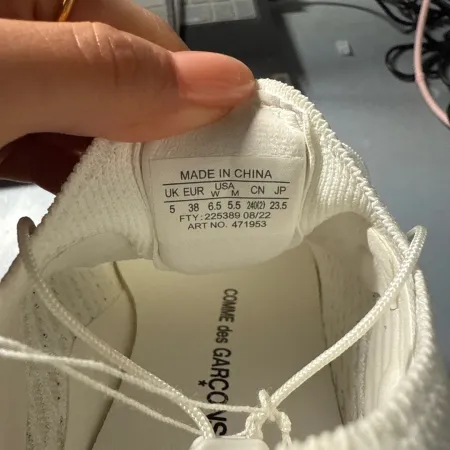 MADE IN CHINA
UK EUR USA W M CN JP
5 38 6.5 5.5 240(2) 23.5
FTY: 225389 08/22
ART NO. 471953
COMME des GARÇONS